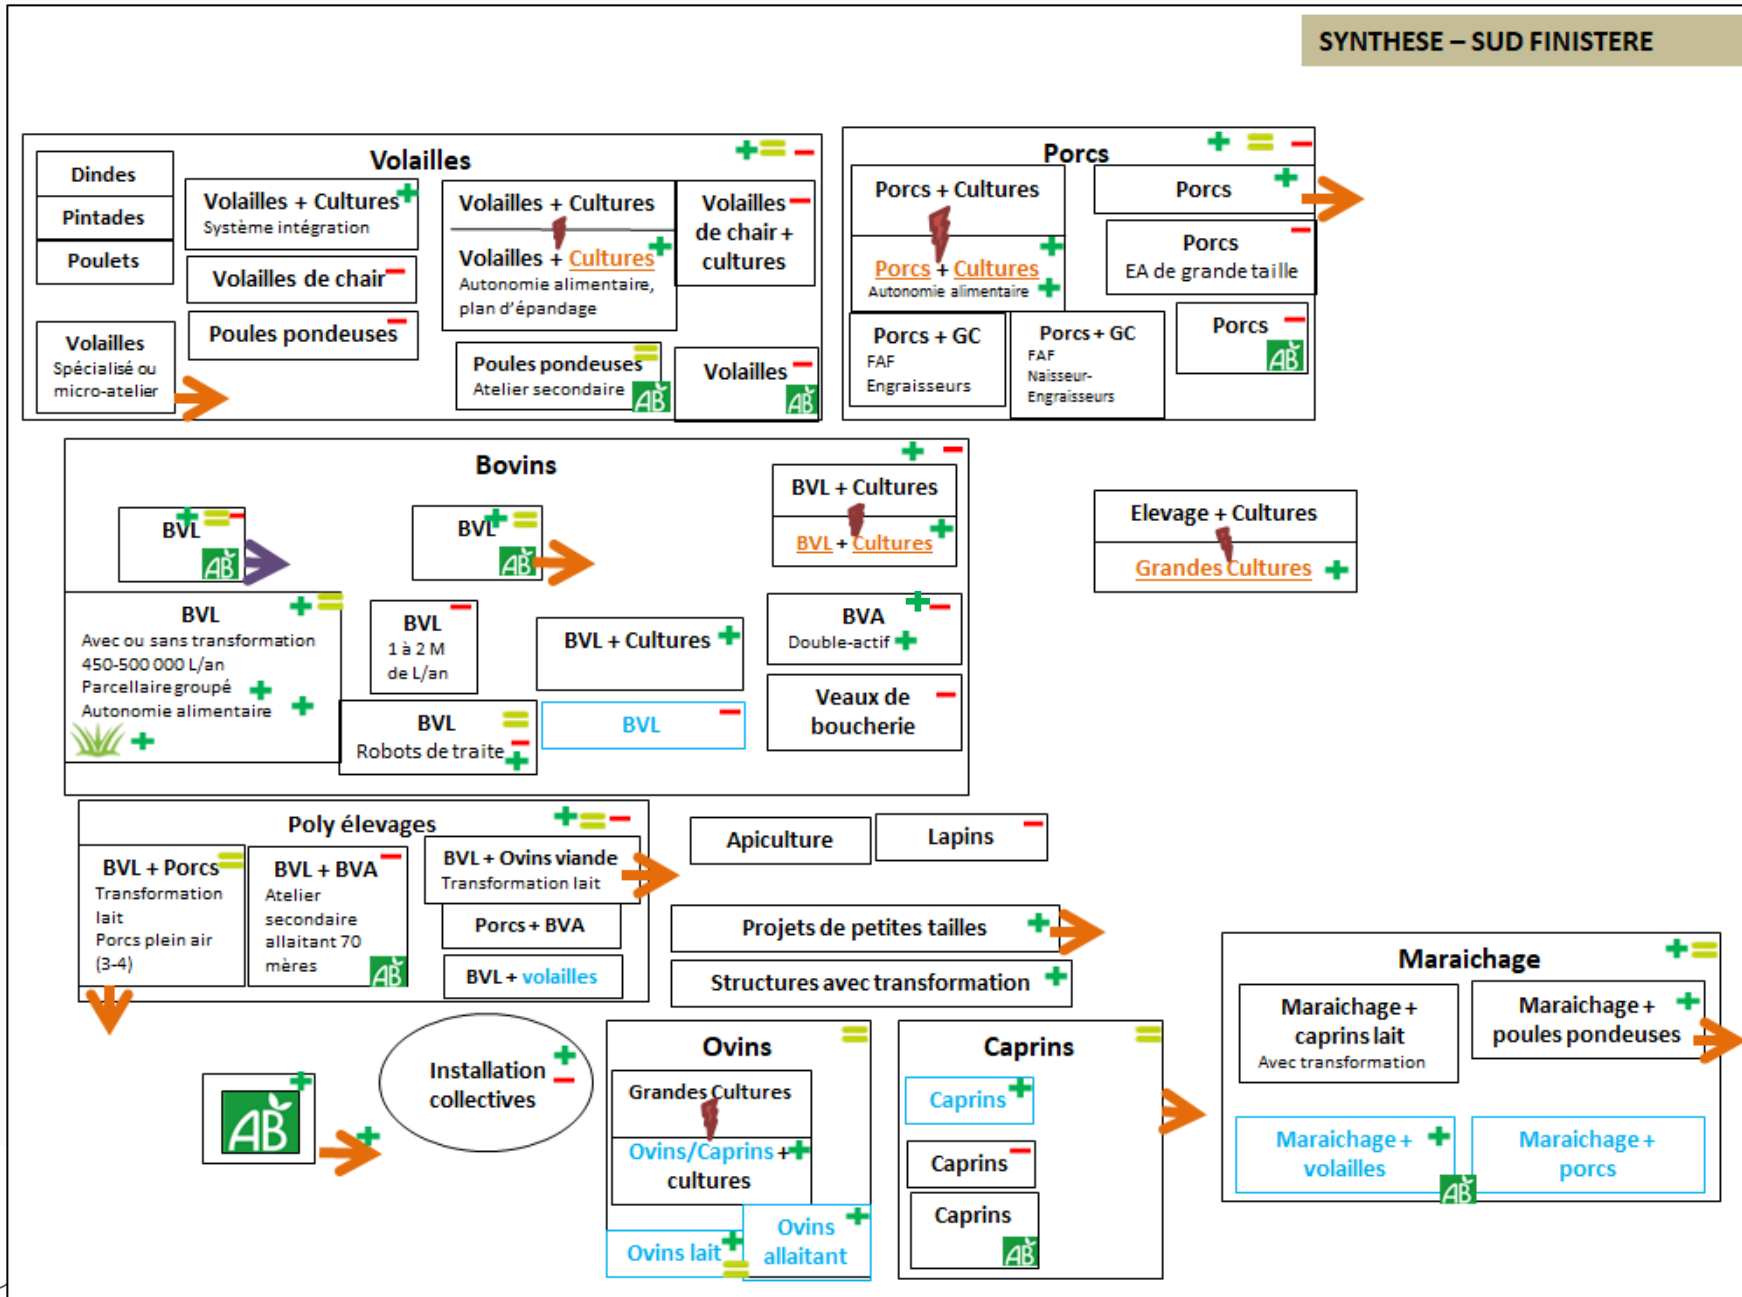 SYNTHESE – SUD FINISTERE
Volailles
Dindes
Pintades
Poulets
Volailles
Spécialisé ou
micro-atelier
Volailles + Cultures
Système intégration
Volailles de chair
Poules pondeuses
Volailles + Cultures
Volailles + Cultures
Autonomie alimentaire,
plan d'épandage
Poules pondeuses
Atelier secondaire
AB
Volailles
de chair +
cultures
Volailles
AB
Porcs
Porcs + Cultures
Porcs + Cultures
Autonomie alimentaire
Porcs + GC
FAF
Engraisseurs
Porcs + GC
FAF
Naisseur-
Engraisseurs
Porcs
Porcs
EA de grande taille
Porcs
AB
Bovins
BVL
AB
BVL
AB
BVL + Cultures
BVL + Cultures
BVL
Avec ou sans transformation
450-500 000 L/an
Parcellaire groupé
Autonomie alimentaire
BVL
1 à 2 M
de L/an
BVL
Robots de traite
BVL + Cultures
BVL
BVA
Double-actif
Veaux de
boucherie
Elevage + Cultures
Grandes Cultures
Poly élevages
BVL + Porcs
Transformation
lait
Porcs plein air
(3-4)
BVL + BVA
Atelier
secondaire
allaitant 70
mères
AB
BVL + Ovins viande
Transformation lait
Porcs + BVA
BVL + volailles
Apiculture
Lapins
Projets de petites tailles
Structures avec transformation
AB
Installation
collectives
Ovins
Grandes Cultures
Ovins/Caprins +
cultures
Ovins lait
Ovins
allaitant
Caprins
Caprins
Caprins
Caprins
AB
Maraichage
Maraichage +
caprins lait
Avec transformation
Maraichage +
poules pondeuses
Maraichage +
volailles
AB
Maraichage +
porcs